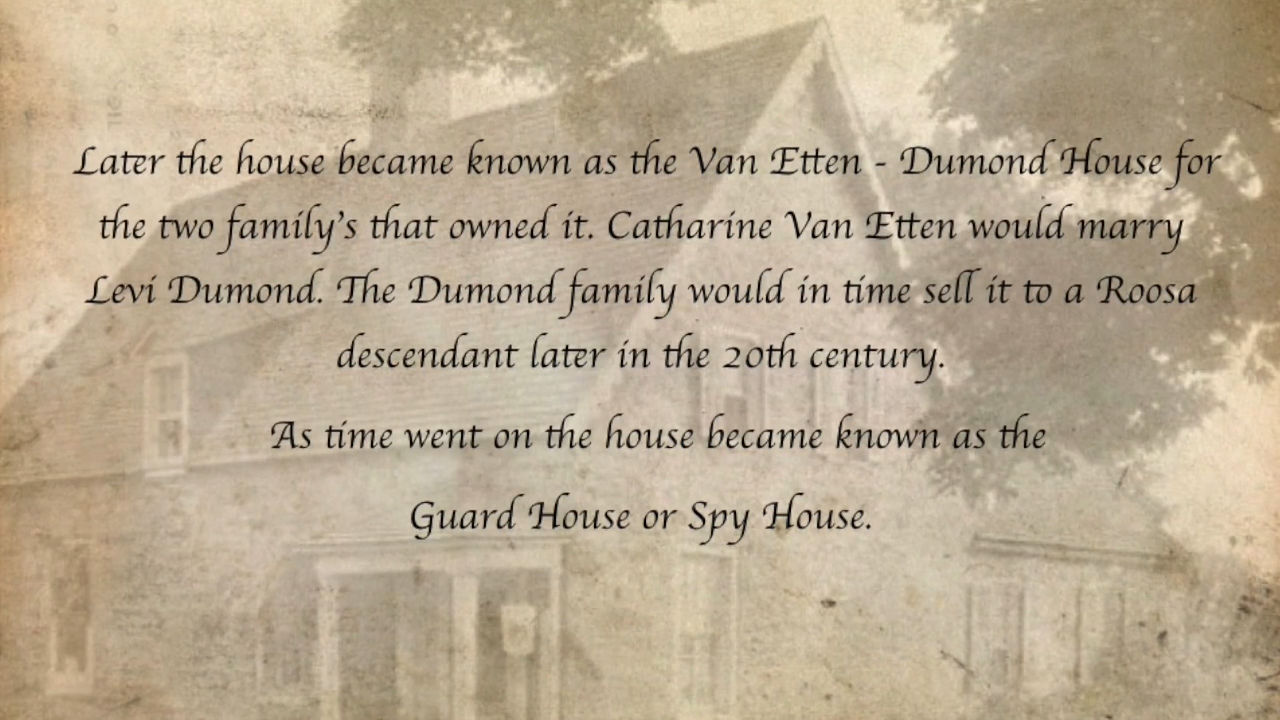 Later the house became known as the Van Etten - Dumond House for
the two family's that owned it. Catharine Van Etten would marry
Levi Dumond. The Dumond family would in time sell it to a Roosa
descendant later in the 20th century.
As time went on the house became known as the
Guard House or Spy House.